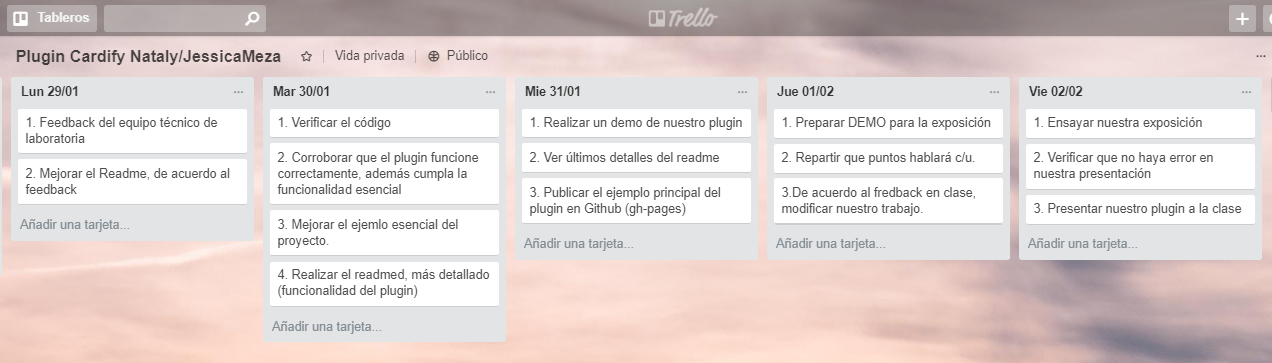 Tableros
Trello
Plugin Cardify Nataly/JessicaMeza
Vida privada
Público
Lun 29/01
1. Feedback del equipo técnico de
laboratoria
2. Mejorar el Readme, de acuerdo al
feedback
Añadir una tarjeta...
Mar 30/01
1. Verificar el código
2. Corroborar que el plugin funcione
correctamente, además cumpla la
funcionalidad esencial
3. Mejorar el ejemlo esencial del
proyecto.
4. Realizar el readmed, más detallado
(funcionalidad del plugin)
Añadir una tarjeta...
Mie 31/01
1. Realizar un demo de nuestro plugin
2. Ver últimos detalles del readme
3. Publicar el ejemplo principal del
plugin en Github (gh-pages)
Añadir una tarjeta...
Jue 01/02
1. Preparar DEMO para la exposición
2. Repartir que puntos hablará c/u.
3.De acuerdo al fredback en clase,
modificar nuestro trabajo.
Añadir una tarjeta...
Vie 02/02
1. Ensayar nuestra exposición
2. Verificar que no haya error en
nuestra presentación
3. Presentar nuestro plugin a la clase
Añadir una tarjeta...